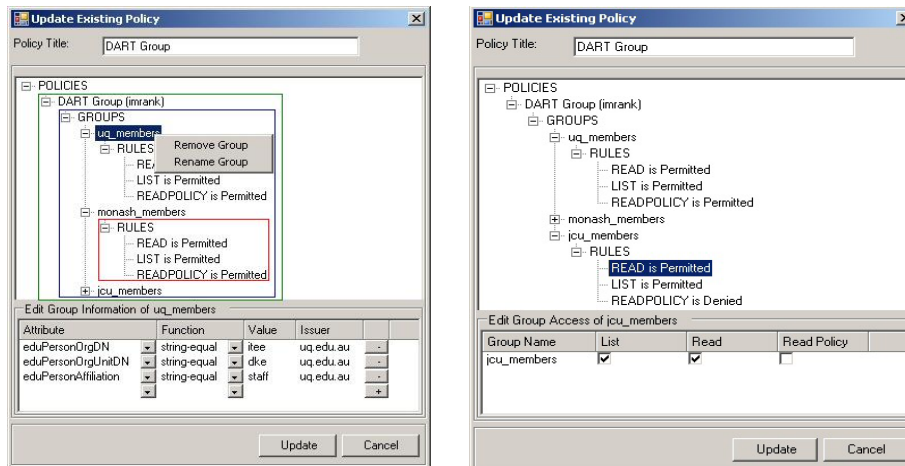 Update Existing Policy
Policy Title: DART Group
POLICIES
DART Group (imrank)
GROUPS
uq_members
Remove Group
RULES
Rename Group
LIST is Permitted
READPOLICY is Permitted
monash_members
RULES
READ is Permitted
LIST is Permitted
READPOLICY is Permitted
jcu_members
Edit Group Information of uq_members
Attribute Function Value Issuer
eduPersonOrgDN string-equal itee uq.edu.au -
eduPersonOrgUnitDN string-equal dke uq.edu.au -
eduPersonAffiliation string-equal staff uq.edu.au -
+
Update Cancel
Update Existing Policy
Policy Title: DART Group
POLICIES
DART Group (imrank)
GROUPS
uq_members
RULES
READ is Permitted
LIST is Permitted
READPOLICY is Permitted
monash_members
jcu_members
RULES
READ is Permitted
LIST is Permitted
READPOLICY is Denied
Edit Group Access of jcu_members
Group Name List Read Read Policy
jcu_members
Update Cancel